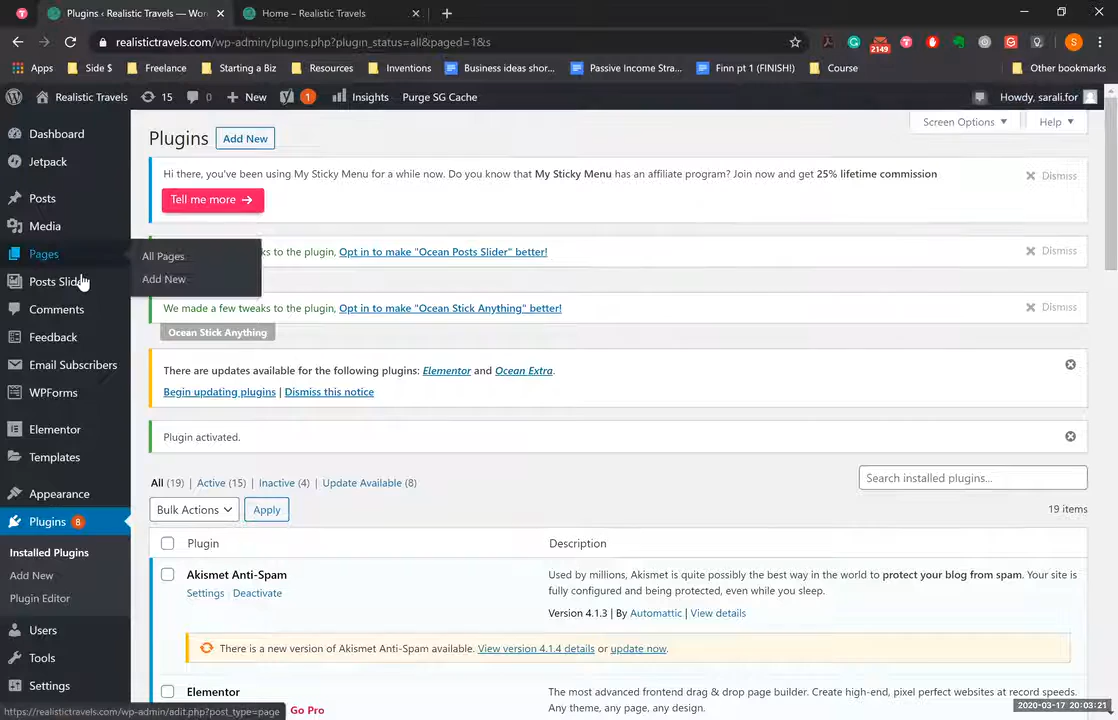 Plugins ‹ Realistic Travels — Wor
Home – Realistic Travels
realistictravels.com/wp-admin/plugins.php?plugin_status=all&paged=1&s
2149
S
Apps
Side $
Freelance
Starting a Biz
Resources
Inventions
Business ideas shor...
Passive Income Stra...
Finn pt 1 (FINISH!)
Course
Other bookmarks
Realistic Travels
15
0
New
1
Insights
Purge SG Cache
Howdy, sarali.for
Dashboard
Jetpack
Posts
Media
Pages
Posts Slider
Comments
Feedback
Email Subscribers
WPForms
Elementor
Templates
Appearance
Plugins 8
Installed Plugins
Add New
Plugin Editor
Users
Tools
Settings
All Pages
Add New
Plugins
Add New
Screen Options
Help
Hi there, you've been using My Sticky Menu for a while now. Do you know that My Sticky Menu has an affiliate program? Join now and get 25% lifetime commission
Dismiss
Tell me more →
ks to the plugin, Opt in to make "Ocean Posts Slider" better!
Dismiss
We made a few tweaks to the plugin, Opt in to make "Ocean Stick Anything" better!
Dismiss
Ocean Stick Anything
There are updates available for the following plugins: Elementor and Ocean Extra.
Begin updating plugins | Dismiss this notice
Plugin activated.
All (19) | Active (15) | Inactive (4) | Update Available (8)
Search installed plugins...
Bulk Actions
Apply
19 items
Plugin
Description
Akismet Anti-Spam
Settings
Deactivate
Used by millions, Akismet is quite possibly the best way in the world to protect your blog from spam. Your site is
fully configured and being protected, even while you sleep.
Version 4.1.3 | By Automattic | View details
There is a new version of Akismet Anti-Spam available. View version 4.1.4 details or update now.
Elementor
Go Pro
The most advanced frontend drag & drop page builder. Create high-end, pixel perfect websites at record speeds.
Any theme, any page, any design.
https://realistictravels.com/wp-admin/edit.php?post_type=page
2020-03-17 20:03:21